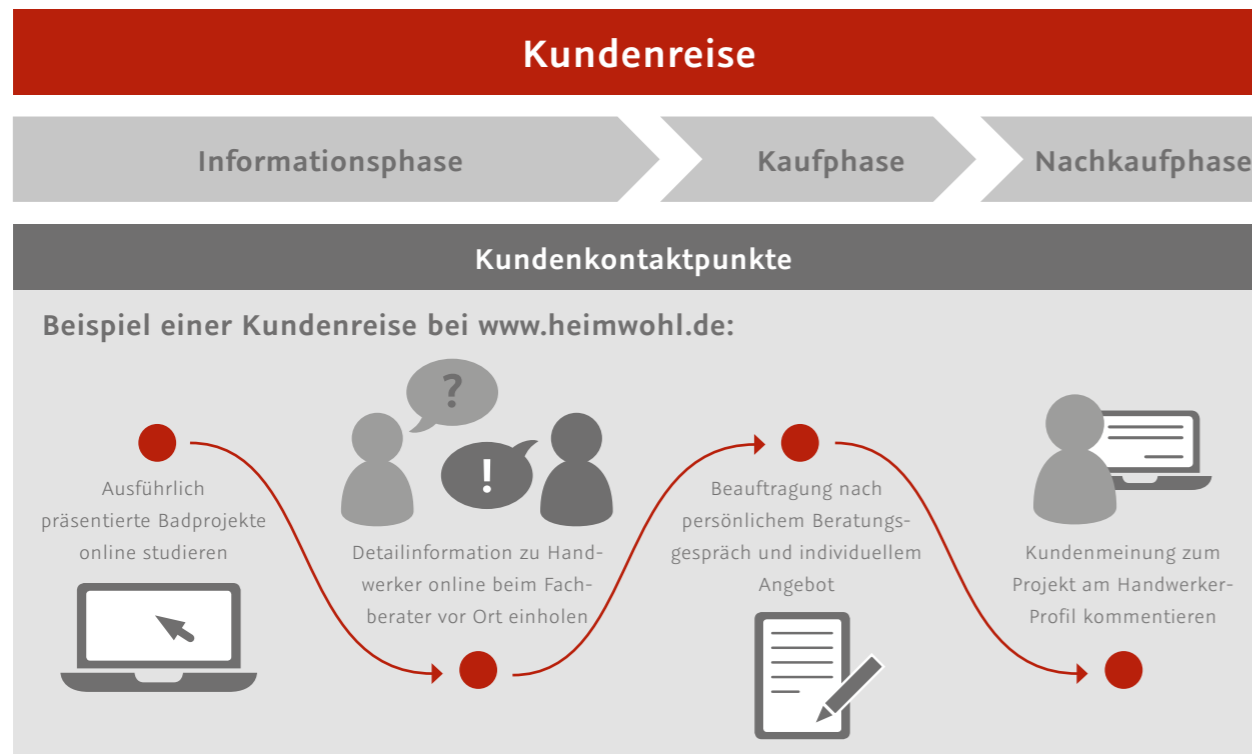 Kundenreise
Informationsphase
Kaufphase
Nachkaufphase
Kundenkontaktpunkte
Beispiel einer Kundenreise bei www.heimwohl.de:
Ausführlich
präsentierte Badprojekte
online studieren
?
!
Detailinformation zu Hand-
werker online beim Fach-
berater vor Ort einholen
Beauftragung nach
persönlichem Beratungs-
gespräch und individuellem
Angebot
Kundenmeinung zum
Projekt am Handwerker-
Profil kommentieren